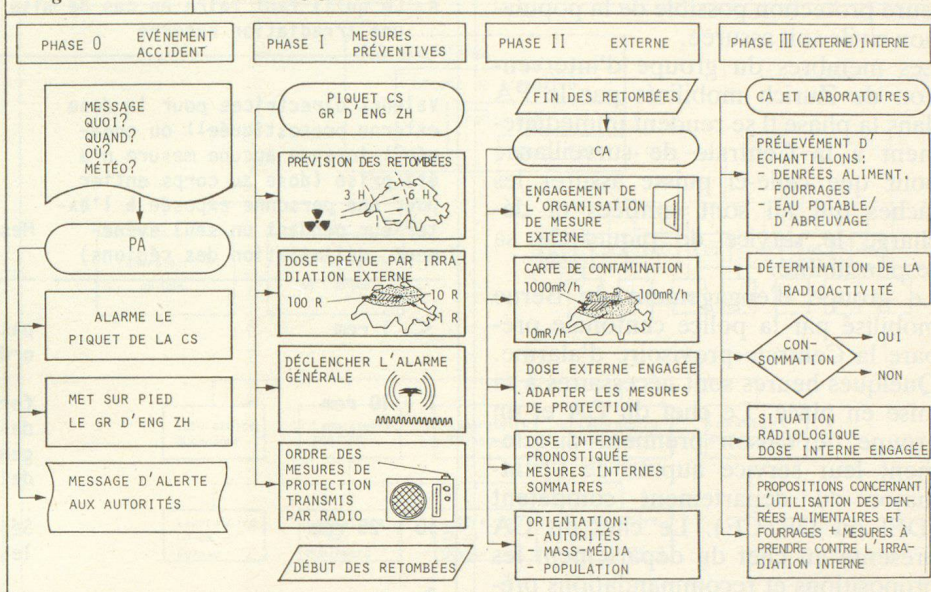 PHASE 0 EVÉNEMENT
ACCIDENT
MESSAGE
QUOI?
QUAND?
OÙ?
MÉTÉO?
PA
ALARME LE
PIQUET DE LA CS
MET SUR PIED
LE GR D'ENG ZH
MESSAGE D'ALERTE
AUX AUTORITÉS
PHASE I MESURES
PRÉVENTIVES
PIQUET CS
GR D'ENG ZH
PRÉVISION DES RETOMBÉES
1 H
6 H
DOSE PRÉVUE PAR IRRA-
DIATION EXTERNE
100 R
10 R
1 R
DÉCLENCHER L'ALARME
GÉNÉRALE
ORDRE DES
MESURES DE
PROTECTION
TRANSMIS
PAR RADIO
DÉBUT DES RETOMBÉES
PHASE II EXTERNE
FIN DES RETOMBÉES
CA
ENGAGEMENT DE
L'ORGANISATION
DE MESURE
EXTERNE
CARTE DE CONTAMINATION
1000mR/h
100mR/h
10mR/h
DOSE EXTERNE ENGAGÉE
ADAPTER LES MESURES
PROTECTION
DOSE INTERNE
PRONOSTIQUÉE
MESURES INTERNES
SOMMAIRES
ORIENTATION:
- AUTORITÉS
- MASS-MÉDIA
- POPULATION
PHASE III (EXTERNE) INTERNE
CA ET LABORATOIRES
PRÉLÈVEMENT
D'ECHANTILLONS:
- DENRÉES ALIMENT.
- FOURRAGES
- EAU POTABLE/
D'ABREUVAGE
DÉTERMINATION DE LA
RADIOACTIVITÉ
CON-
SOMMATION
OUI
NON
SITUATION
RADIOLOGIQUE
DOSE INTERNE ENGAGÉE
PROPOSITIONS CONCERNANT
L'UTILISATION DES DEN-
RÉES ALIMENTAIRES ET
FOURRAGES + MESURES À
PRENDRE CONTRE L'IRRA-
DIATION INTERNE